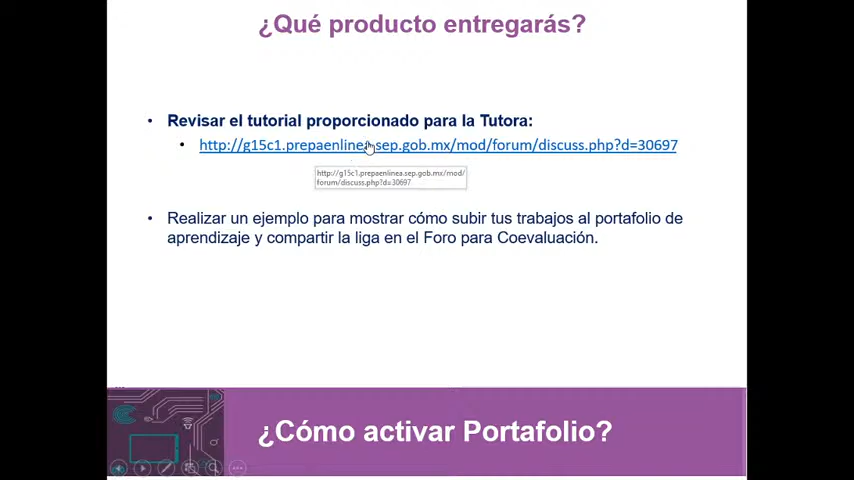 ¿Qué producto entregarás?
• Revisar el tutorial proporcionado para la Tutora:
• http://g15c1.prepaenlinea.sep.gob.mx/mod/forum/discuss.php?d=30697
http://g15c1.prepaenlinea.sep.gob.mx/mod/
forum/discuss.php?d=30697
• Realizar un ejemplo para mostrar cómo subir tus trabajos al portafolio de
aprendizaje y compartir la liga en el Foro para Coevaluación.
¿Cómo activar Portafolio?